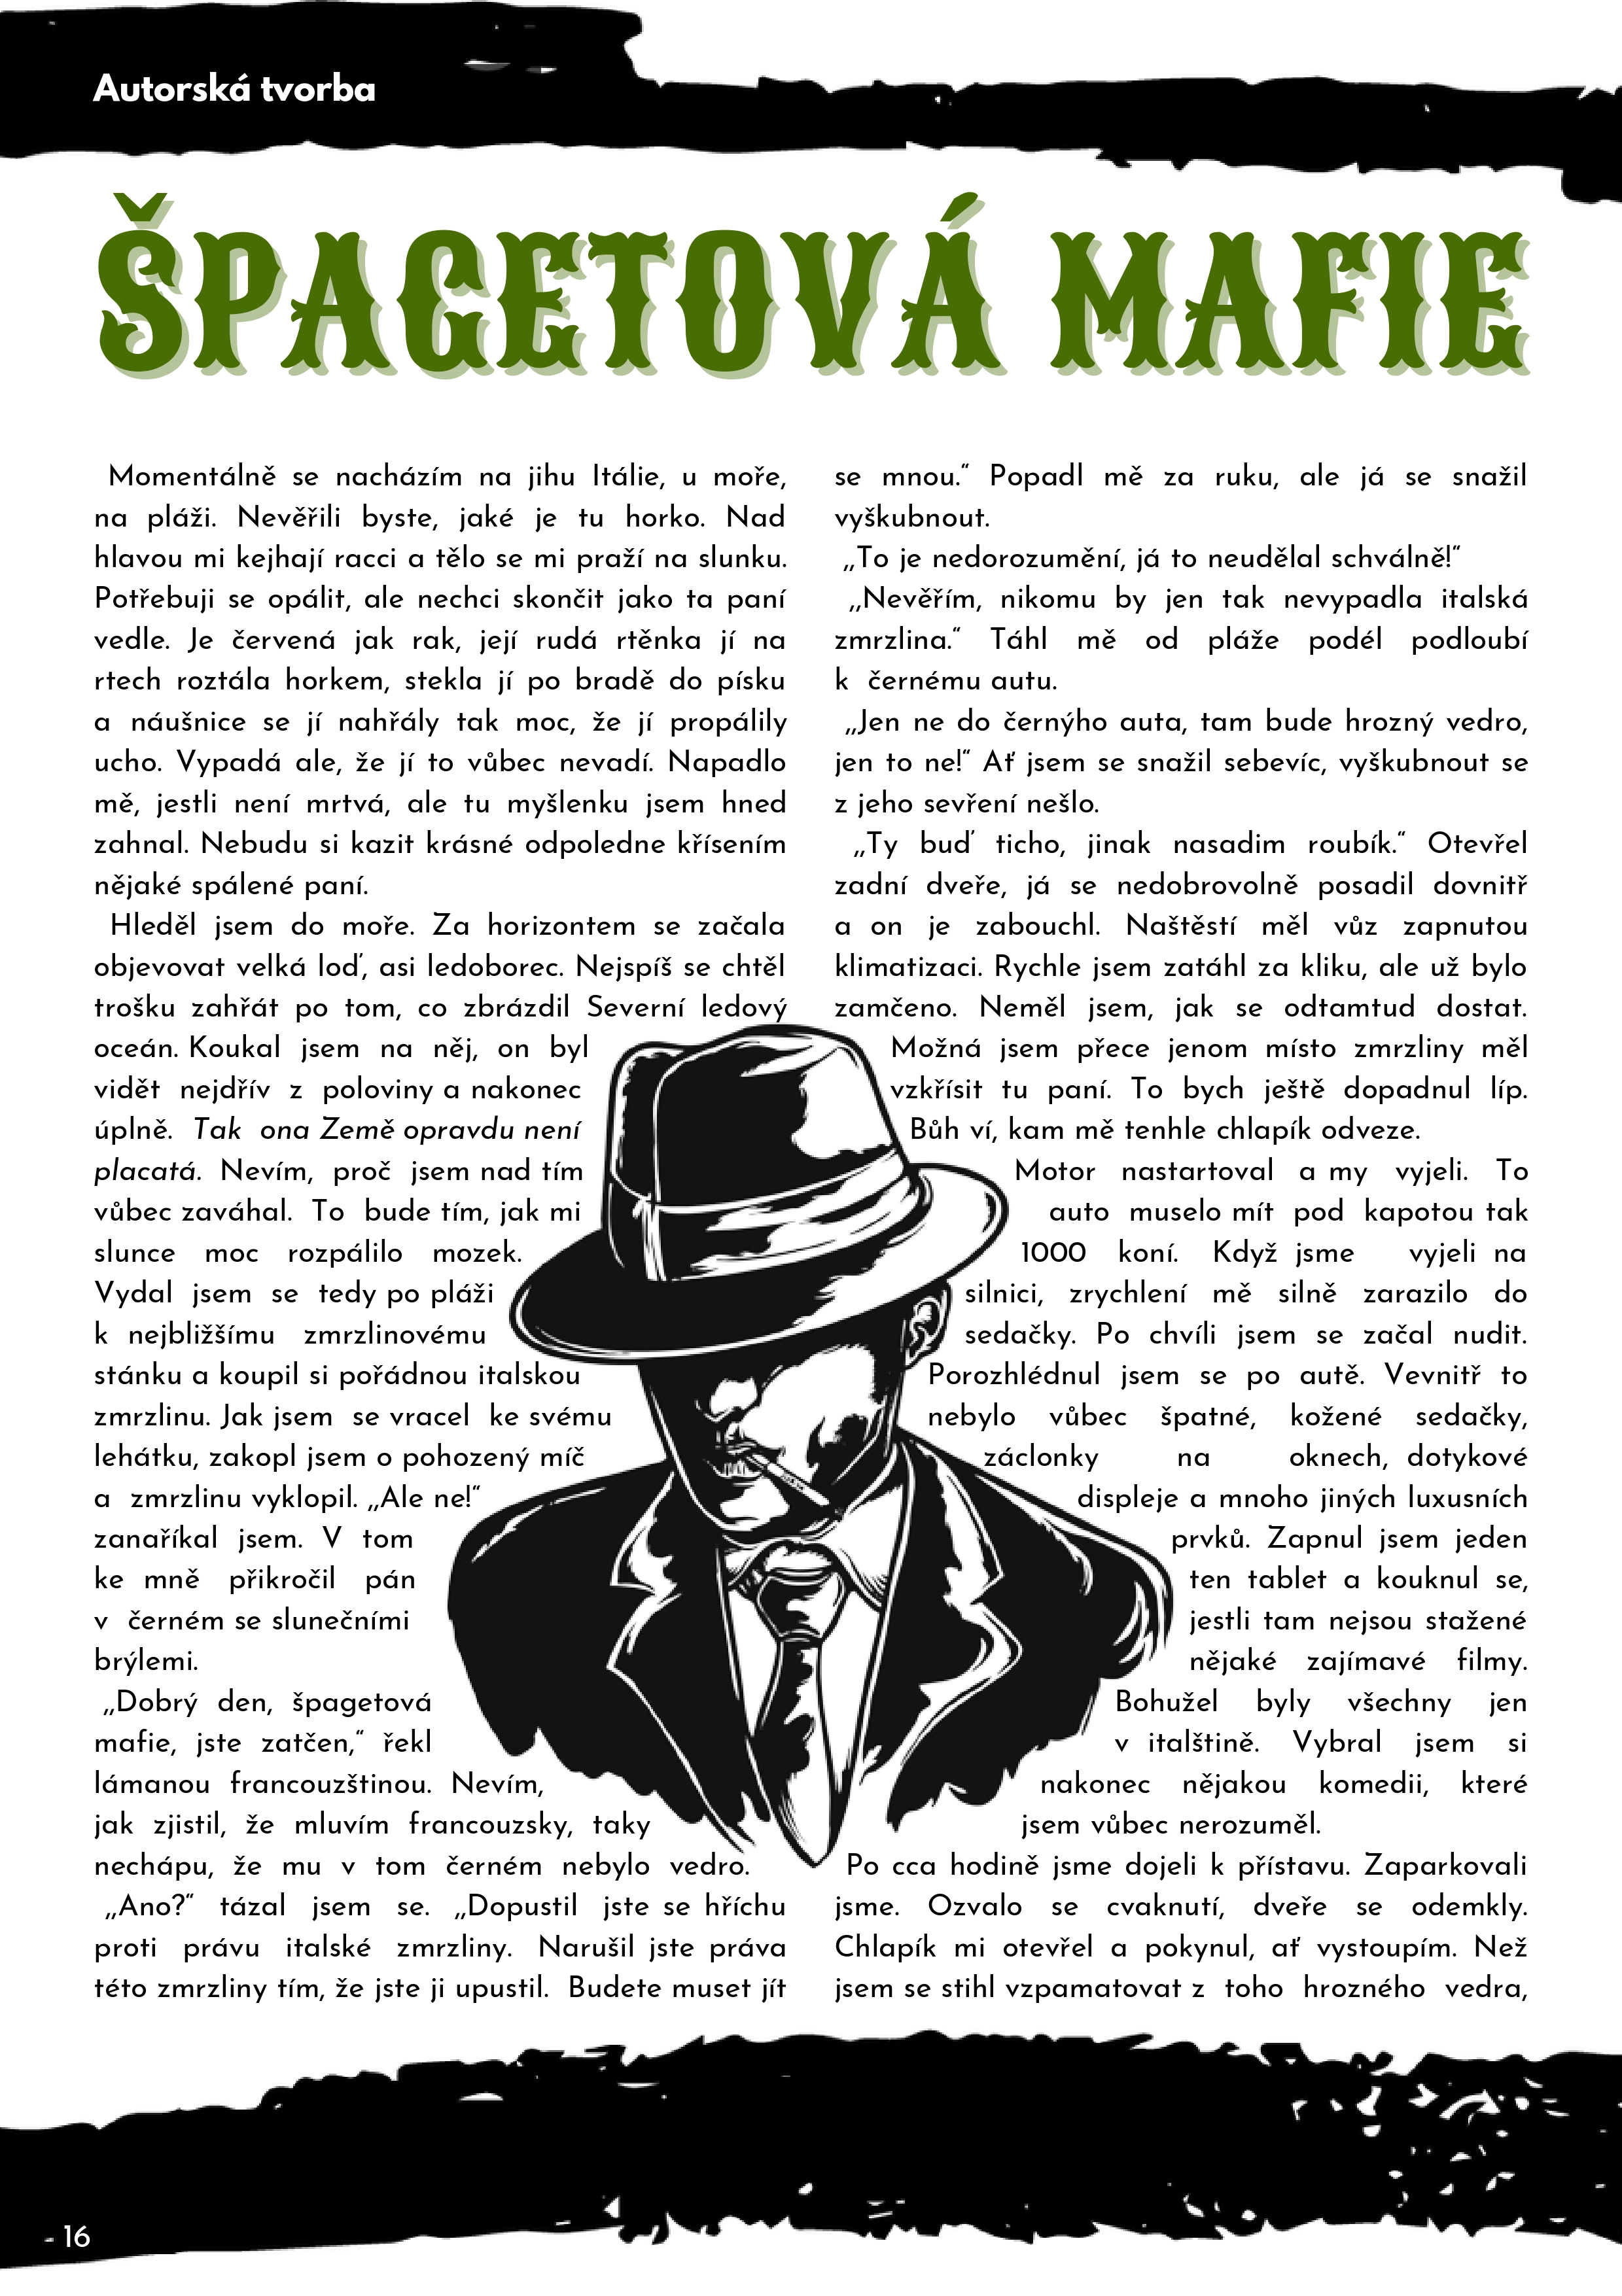 Autorská tvorba
ŠPAGETOVÁ MAFIE
Momentálně se nacházím na jihu Itálie, u moře,
na pláži. Nevěřili byste, jaké je tu horko. Nad
hlavou mi kejhají racci a tělo se mi praží na slunku.
Potřebuji se opálit, ale nechci skončit jako ta paní
vedle. Je červená jak rak, její rudá rtěnka jí na
rtech roztála horkem, stekla jí po bradě do písku
a náušnice se jí nahřály tak moc, že jí propálily
ucho. Vypadá ale, že jí to vůbec nevadí. Napadlo
mě, jestli není mrtvá, ale tu myšlenku jsem hned
zahnal. Nebudu si kazit krásné odpoledne kříšením
nějaké spálené paní.
Hleděl jsem do moře. Za horizontem se začala
objevovat velká loď, asi ledoborec. Nejspíš se chtěl
trošku zahřát po tom, co zbrázdil Severní ledový
oceán. Koukal jsem na něj, on byl
vidět nejdřív z poloviny a nakonec
úplně. Tak ona Země opravdu není
placatá. Nevím, proč jsem nad tím
vůbec zaváhal. To bude tím, jak mi
slunce moc rozpálilo mozek.
Vydal jsem se tedy po pláži
k nejbližšímu zmrzlinovému
stánku a koupil si pořádnou italskou
zmrzlinu. Jak jsem se vracel ke svému
lehátku, zakopl jsem o pohozený míč
a zmrzlinu vyklopil. „Ale ne!“
zanaříkal jsem. V tom
ke mně přikročil pán
v černém se slunečními
brýlemi.
„Dobrý den, špagetová
mafie, jste zatčen,“ řekl
lámanou francouzštinou. Nevím,
jak zjistil, že mluvím francouzsky, taky
nechápu, že mu v tom černém nebylo vedro.
„Ano?“ tázal jsem se. „Dopustil jste se hříchu
proti právu italské zmrzliny. Narušil jste práva
této zmrzliny tím, že jste ji upustil. Budete muset jít
se mnou.“ Popadl mě za ruku, ale já se snažil
vyškubnout.
„To je nedorozumění, já to neudělal schválně!“
„Nevěřím, nikomu by jen tak nevypadla italská
zmrzlina.“ Táhl mě od pláže podél podloubí
k černému autu.
„Jen ne do černýho auta, tam bude hrozný vedro,
jen to ne!“ Ať jsem se snažil sebevíc, vyškubnout se
z jeho sevření nešlo.
„Ty buď ticho, jinak nasadim roubík.“ Otevřel
zadní dveře, já se nedobrovolně posadil dovnitř
a on je zabouchl. Naštěstí měl vůz zapnutou
klimatizaci. Rychle jsem zatáhl za kliku, ale už bylo
zamčeno. Neměl jsem, jak se odtamtud dostat.
Možná jsem přece jenom místo zmrzliny měl
vzkřísit tu paní. To bych ještě dopadnul líp.
Bůh ví, kam mě tenhle chlapík odveze.
Motor nastartoval a my vyjeli. To
auto muselo mít pod kapotou tak
1000 koní. Když jsme vyjeli na
silnici, zrychlení mě silně zarazilo do
sedačky. Po chvíli jsem se začal nudit.
Porozhlédnul jsem se po autě. Vevnitř to
nebylo vůbec špatné, kožené sedačky,
záclonky na oknech, dotykové
displeje a mnoho jiných luxusních
prvků. Zapnul jsem jeden
ten tablet a kouknul se,
jestli tam nejsou stažené
nějaké zajímavé filmy.
Bohužel byly všechny jen
v italštině. Vybral jsem si
nakonec nějakou komedii, které
jsem vůbec nerozuměl.
Po cca hodině jsme dojeli k přístavu. Zaparkovali
jsme. Ozvalo se cvaknutí, dveře se odemkly.
Chlapík mi otevřel a pokynul, ať vystoupím. Než
jsem se stihl vzpamatovat z toho hrozného vedra,
16